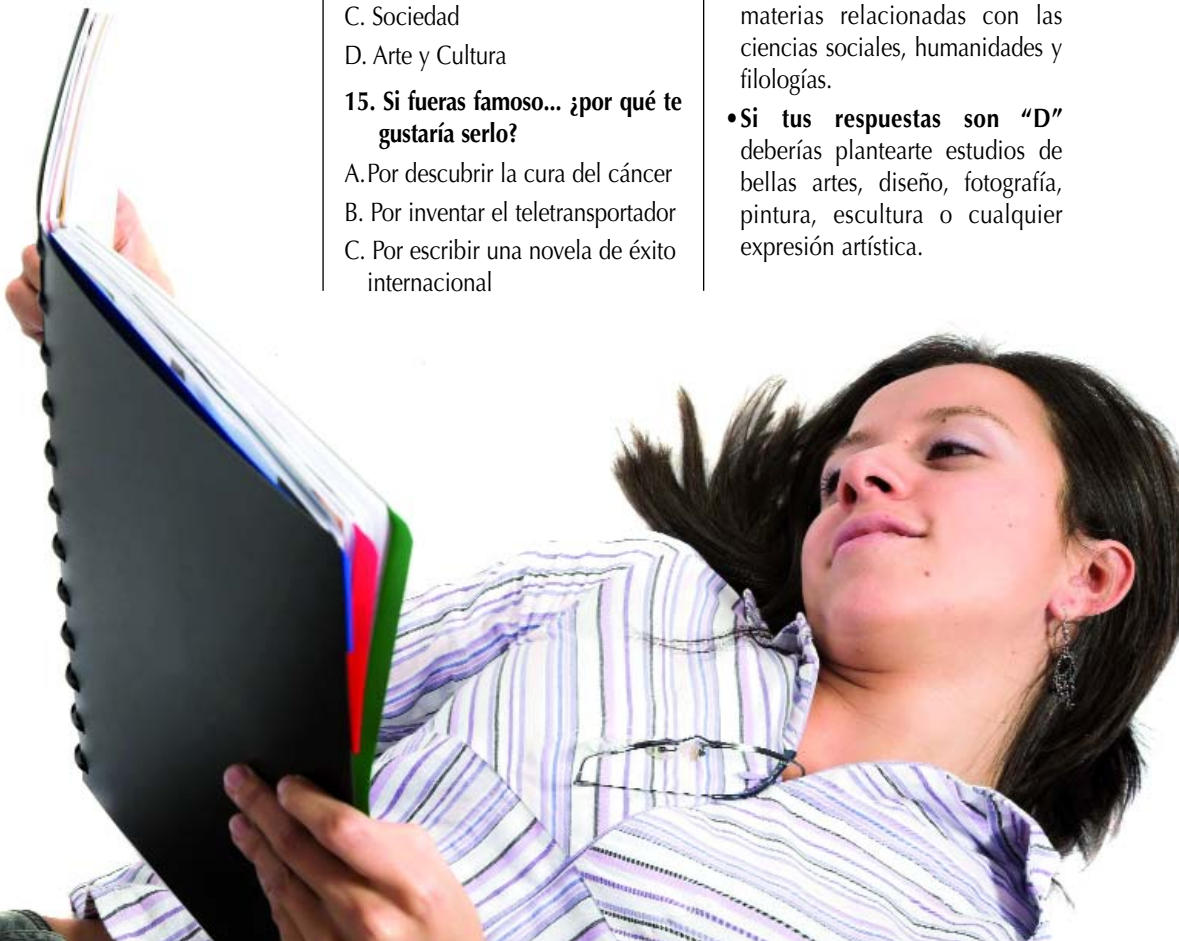 C. Sociedad
D. Arte y Cultura
15. Si fueras famoso... ¿por qué te
gustaría serlo?
A.Por descubrir la cura del cáncer
B. Por inventar el teletransportador
C. Por escribir una novela de éxito
internacional
materias relacionadas con las
ciencias sociales, humanidades y
filologías.
•Si tus respuestas son “D”
deberías plantearte estudios de
bellas artes, diseño, fotografía,
pintura, escultura o cualquier
expresión artística.